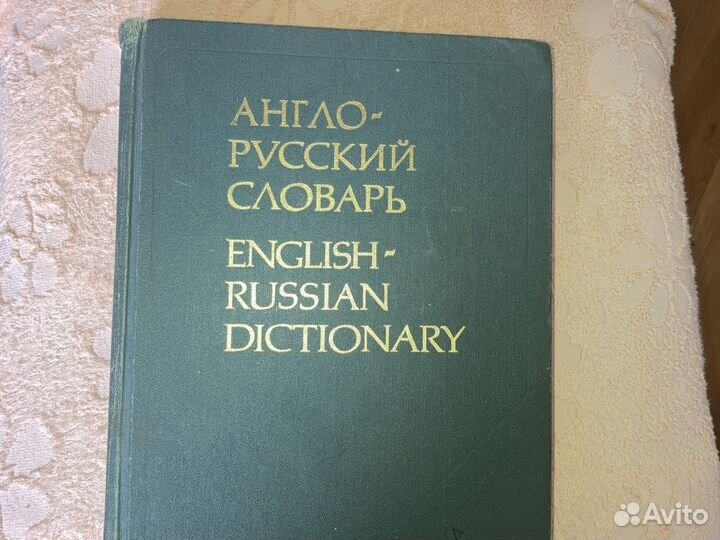 АНГЛО-
РУССКИЙ
СЛОВАРЬ
ENGLISH-
RUSSIAN
DICTIONARY
Avito